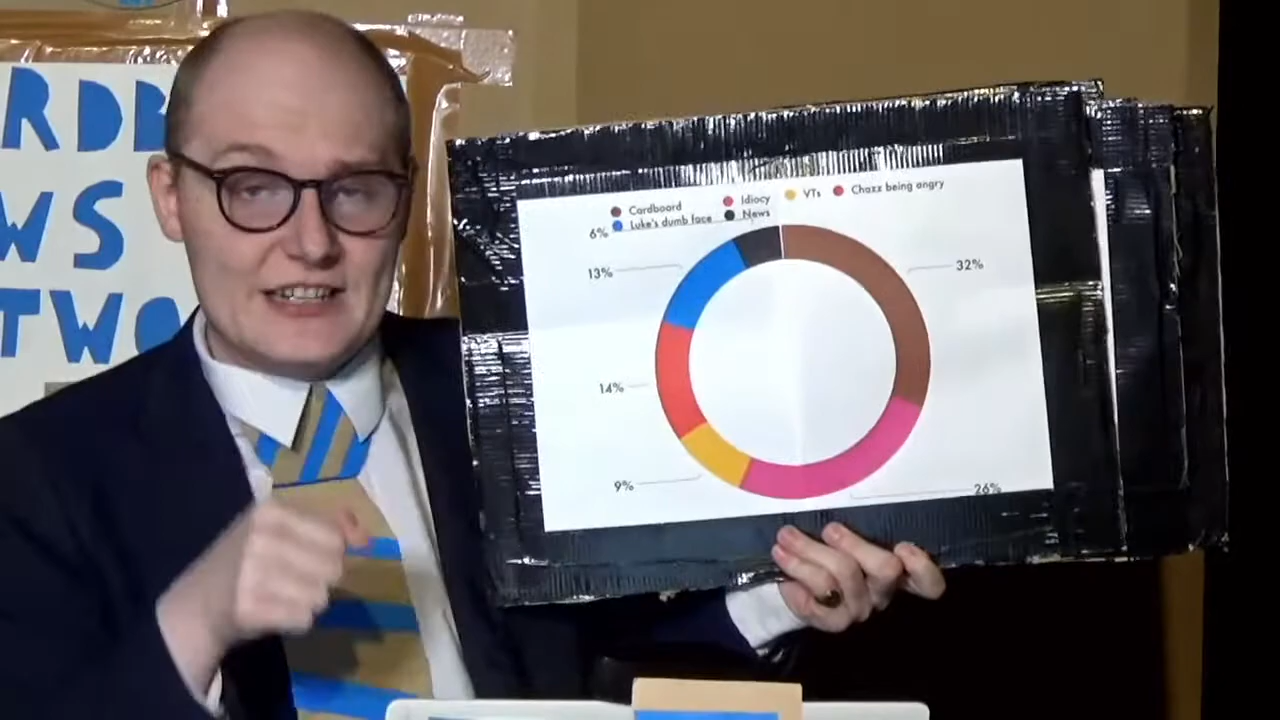 RDB
WS
TWO
Cardboard
Idiocy
VTs
Chazz being angry
Luke's dumb face
News
6%
13%
32%
14%
9%
26%